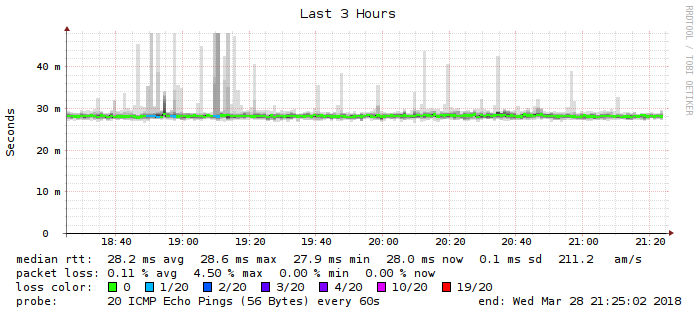 Last 3 Hours
RRDTOOL / TOBI OETIKER
Seconds
40 m
30 m
20 m
10 m
0
18:40 19:00 19:20 19:40 20:00 20:20 20:40 21:00 21:20
median rtt: 28.2 ms avg 28.6 ms max 27.9 ms min 28.0 ms now 0.1 ms sd 211.2 am/s
packet loss: 0.11 % avg 4.50 % max 0.00 % min 0.00 % now
loss color: 0 1/20 2/20 3/20 4/20 10/20 19/20
probe: 20 ICMP Echo Pings (56 Bytes) every 60s end: Wed Mar 28 21:25:02 2018